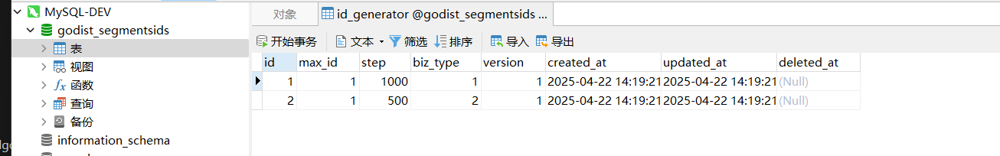 MySQL-DEV
godist_segmentsids
表
视图
fx 函数
查询
备份
information_schema
对象 id_generator @godist_segmentsids ...
开始事务 文本 筛选 排序 导入 导出
id max_id step biz_type version created_at updated_at deleted_at
1 1 1000 1 1 2025-04-22 14:19:21 2025-04-22 14:19:21 (Null)
2 1 500 2 1 2025-04-22 14:19:21 2025-04-22 14:19:21 (Null)